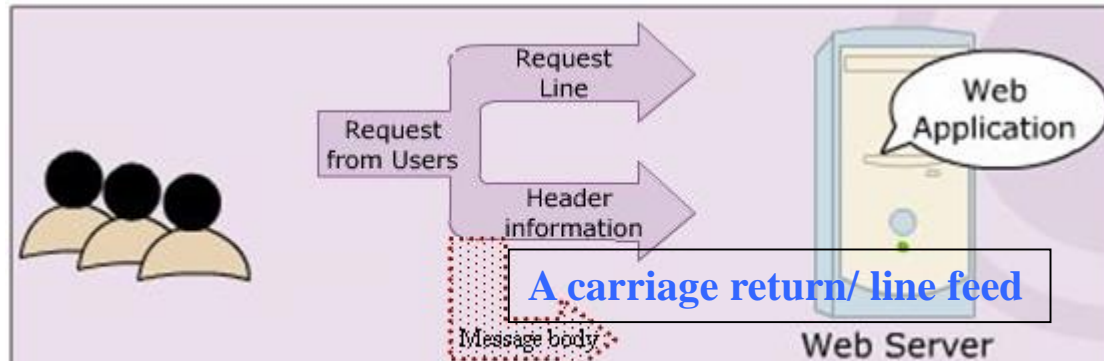 Request
Line
Request
from Users
Header
information
Web
Application
A carriage return/ line feed
Message body
Web Server